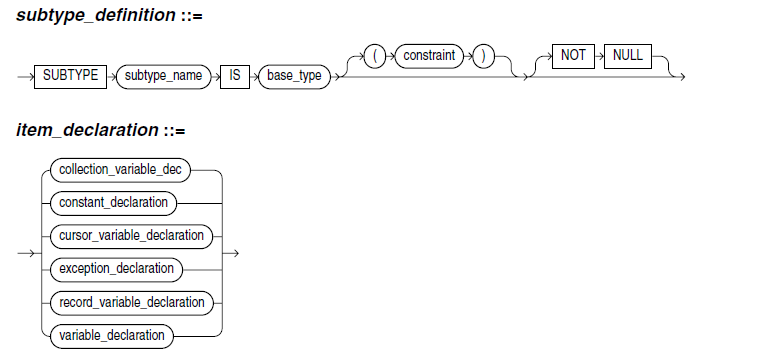 subtype_definition ::=
SUBTYPE subtype_name IS base_type ( constraint ) NOT NULL
item_declaration ::=
collection_variable_dec
constant_declaration
cursor_variable_declaration
exception_declaration
record_variable_declaration
variable_declaration